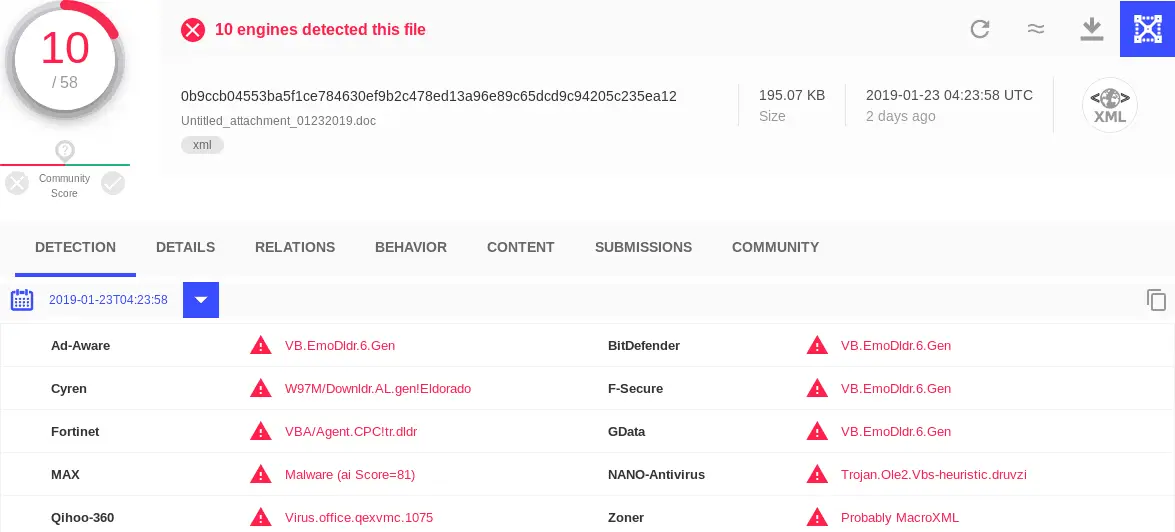 10
/ 58
?
Community
Score
10 engines detected this file
0b9ccb04553ba5f1ce784630ef9b2c478ed13a96e89c65dcd9c94205c235ea12
Untitled_attachment_01232019.doc
xml
195.07 KB
Size
2019-01-23 04:23:58 UTC
2 days ago
<> XML
DETECTION DETAILS RELATIONS BEHAVIOR CONTENT SUBMISSIONS COMMUNITY
2019-01-23T04:23:58
Ad-Aware VB.EmoDldr.6.Gen BitDefender VB.EmoDldr.6.Gen
Cyren W97M/Downldr.AL.gen!Eldorado F-Secure VB.EmoDldr.6.Gen
Fortinet VBA/Agent.CPC!tr.dldr GData VB.EmoDldr.6.Gen
MAX Malware (ai Score=81) NANO-Antivirus Trojan.Ole2.Vbs-heuristic.druvzi
Qihoo-360 Virus.office.qexvmc.1075 Zoner Probably MacroXML